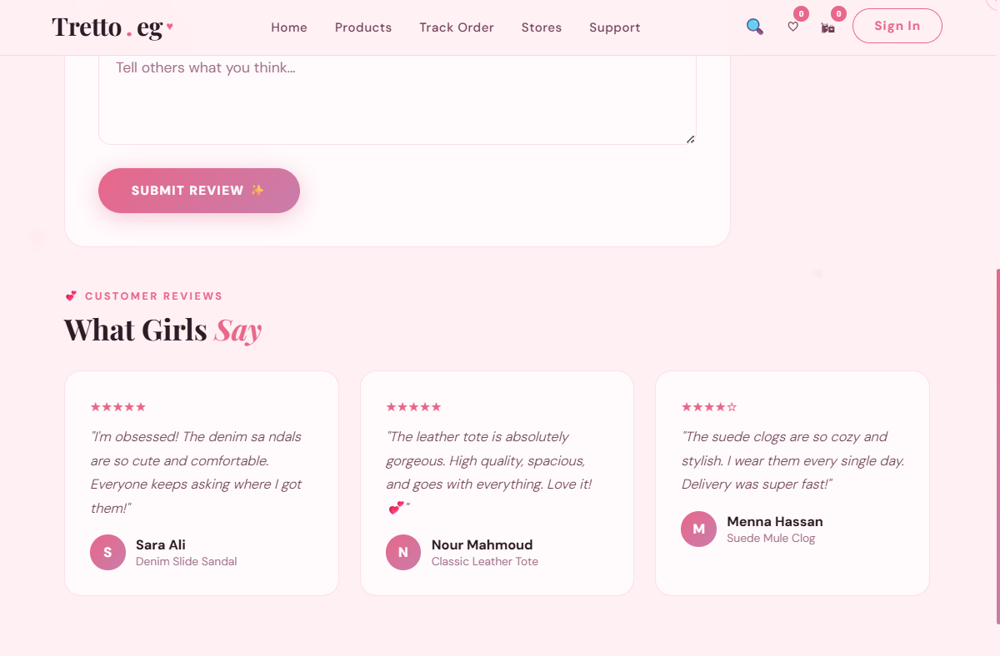 Tretto . eg ♥
Home Products Track Order Stores Support
0 0 Sign In
Tell others what you think...
SUBMIT REVIEW ✨
💕 CUSTOMER REVIEWS
What Girls Say
★★★★★
"I'm obsessed! The denim sa ndals
are so cute and comfortable.
Everyone keeps asking where I got
them!"
S Sara Ali
Denim Slide Sandal
★★★★★
"The leather tote is absolutely
gorgeous. High quality, spacious,
and goes with everything. Love it!
💕"
N Nour Mahmoud
Classic Leather Tote
★★★★☆
"The suede clogs are so cozy and
stylish. I wear them every single day.
Delivery was super fast!"
M Menna Hassan
Suede Mule Clog